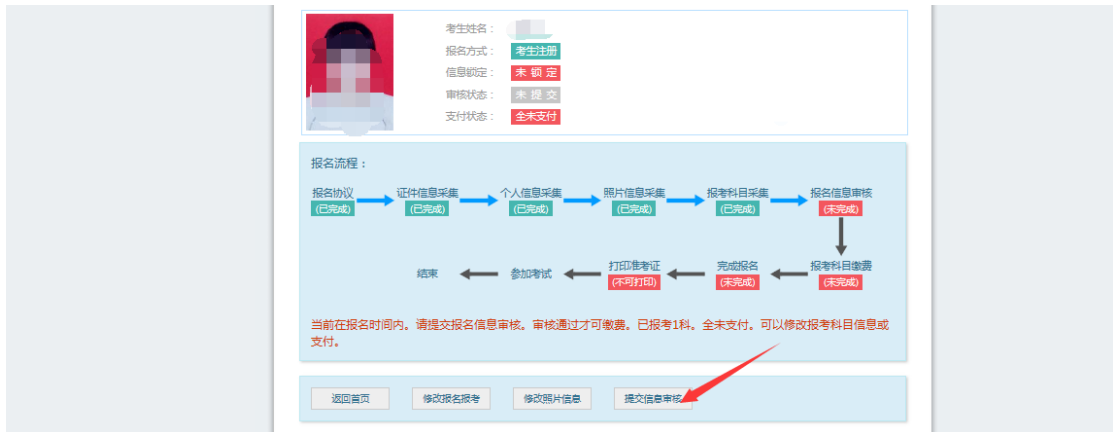 考生姓名：
报名方式： 考生注册
信息锁定： 未 锁 定
审核状态： 未 提 交
支付状态： 全未支付
报名流程：
报名协议 证件信息采集 个人信息采集 照片信息采集 报考科目采集 报名信息审核
(已完成) (已完成) (已完成) (已完成) (已完成) (未完成)
结束 参加考试 打印准考证 完成报名 报考科目缴费
(不可打印) (未完成) (未完成)
当前在报名时间内。请提交报名信息审核。审核通过才可缴费。已报考1科。全未支付。可以修改报考科目信息或
支付。
返回首页 修改报名报考 修改照片信息 提交信息审核